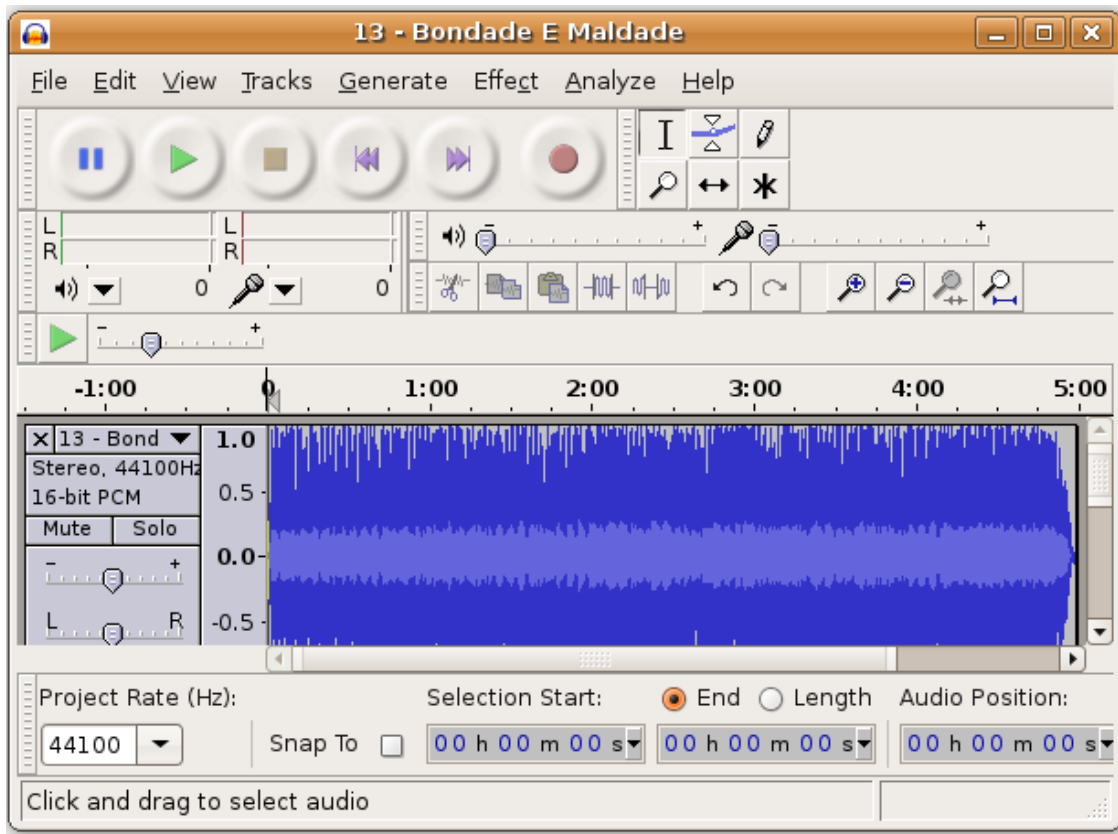 13 - Bondade E Maldade
File Edit View Tracks Generate Effect Analyze Help
L L - + - +
R R
0 0
- +
-1:00 0 1:00 2:00 3:00 4:00 5:00
13 - Bond 1.0
Stereo, 44100Hz
16-bit PCM 0.5
Mute Solo
- + 0.0
L R -0.5
Project Rate (Hz): Selection Start: End Length Audio Position:
44100 Snap To 00 h 00 m 00 s 00 h 00 m 00 s 00 h 00 m 00 s
Click and drag to select audio